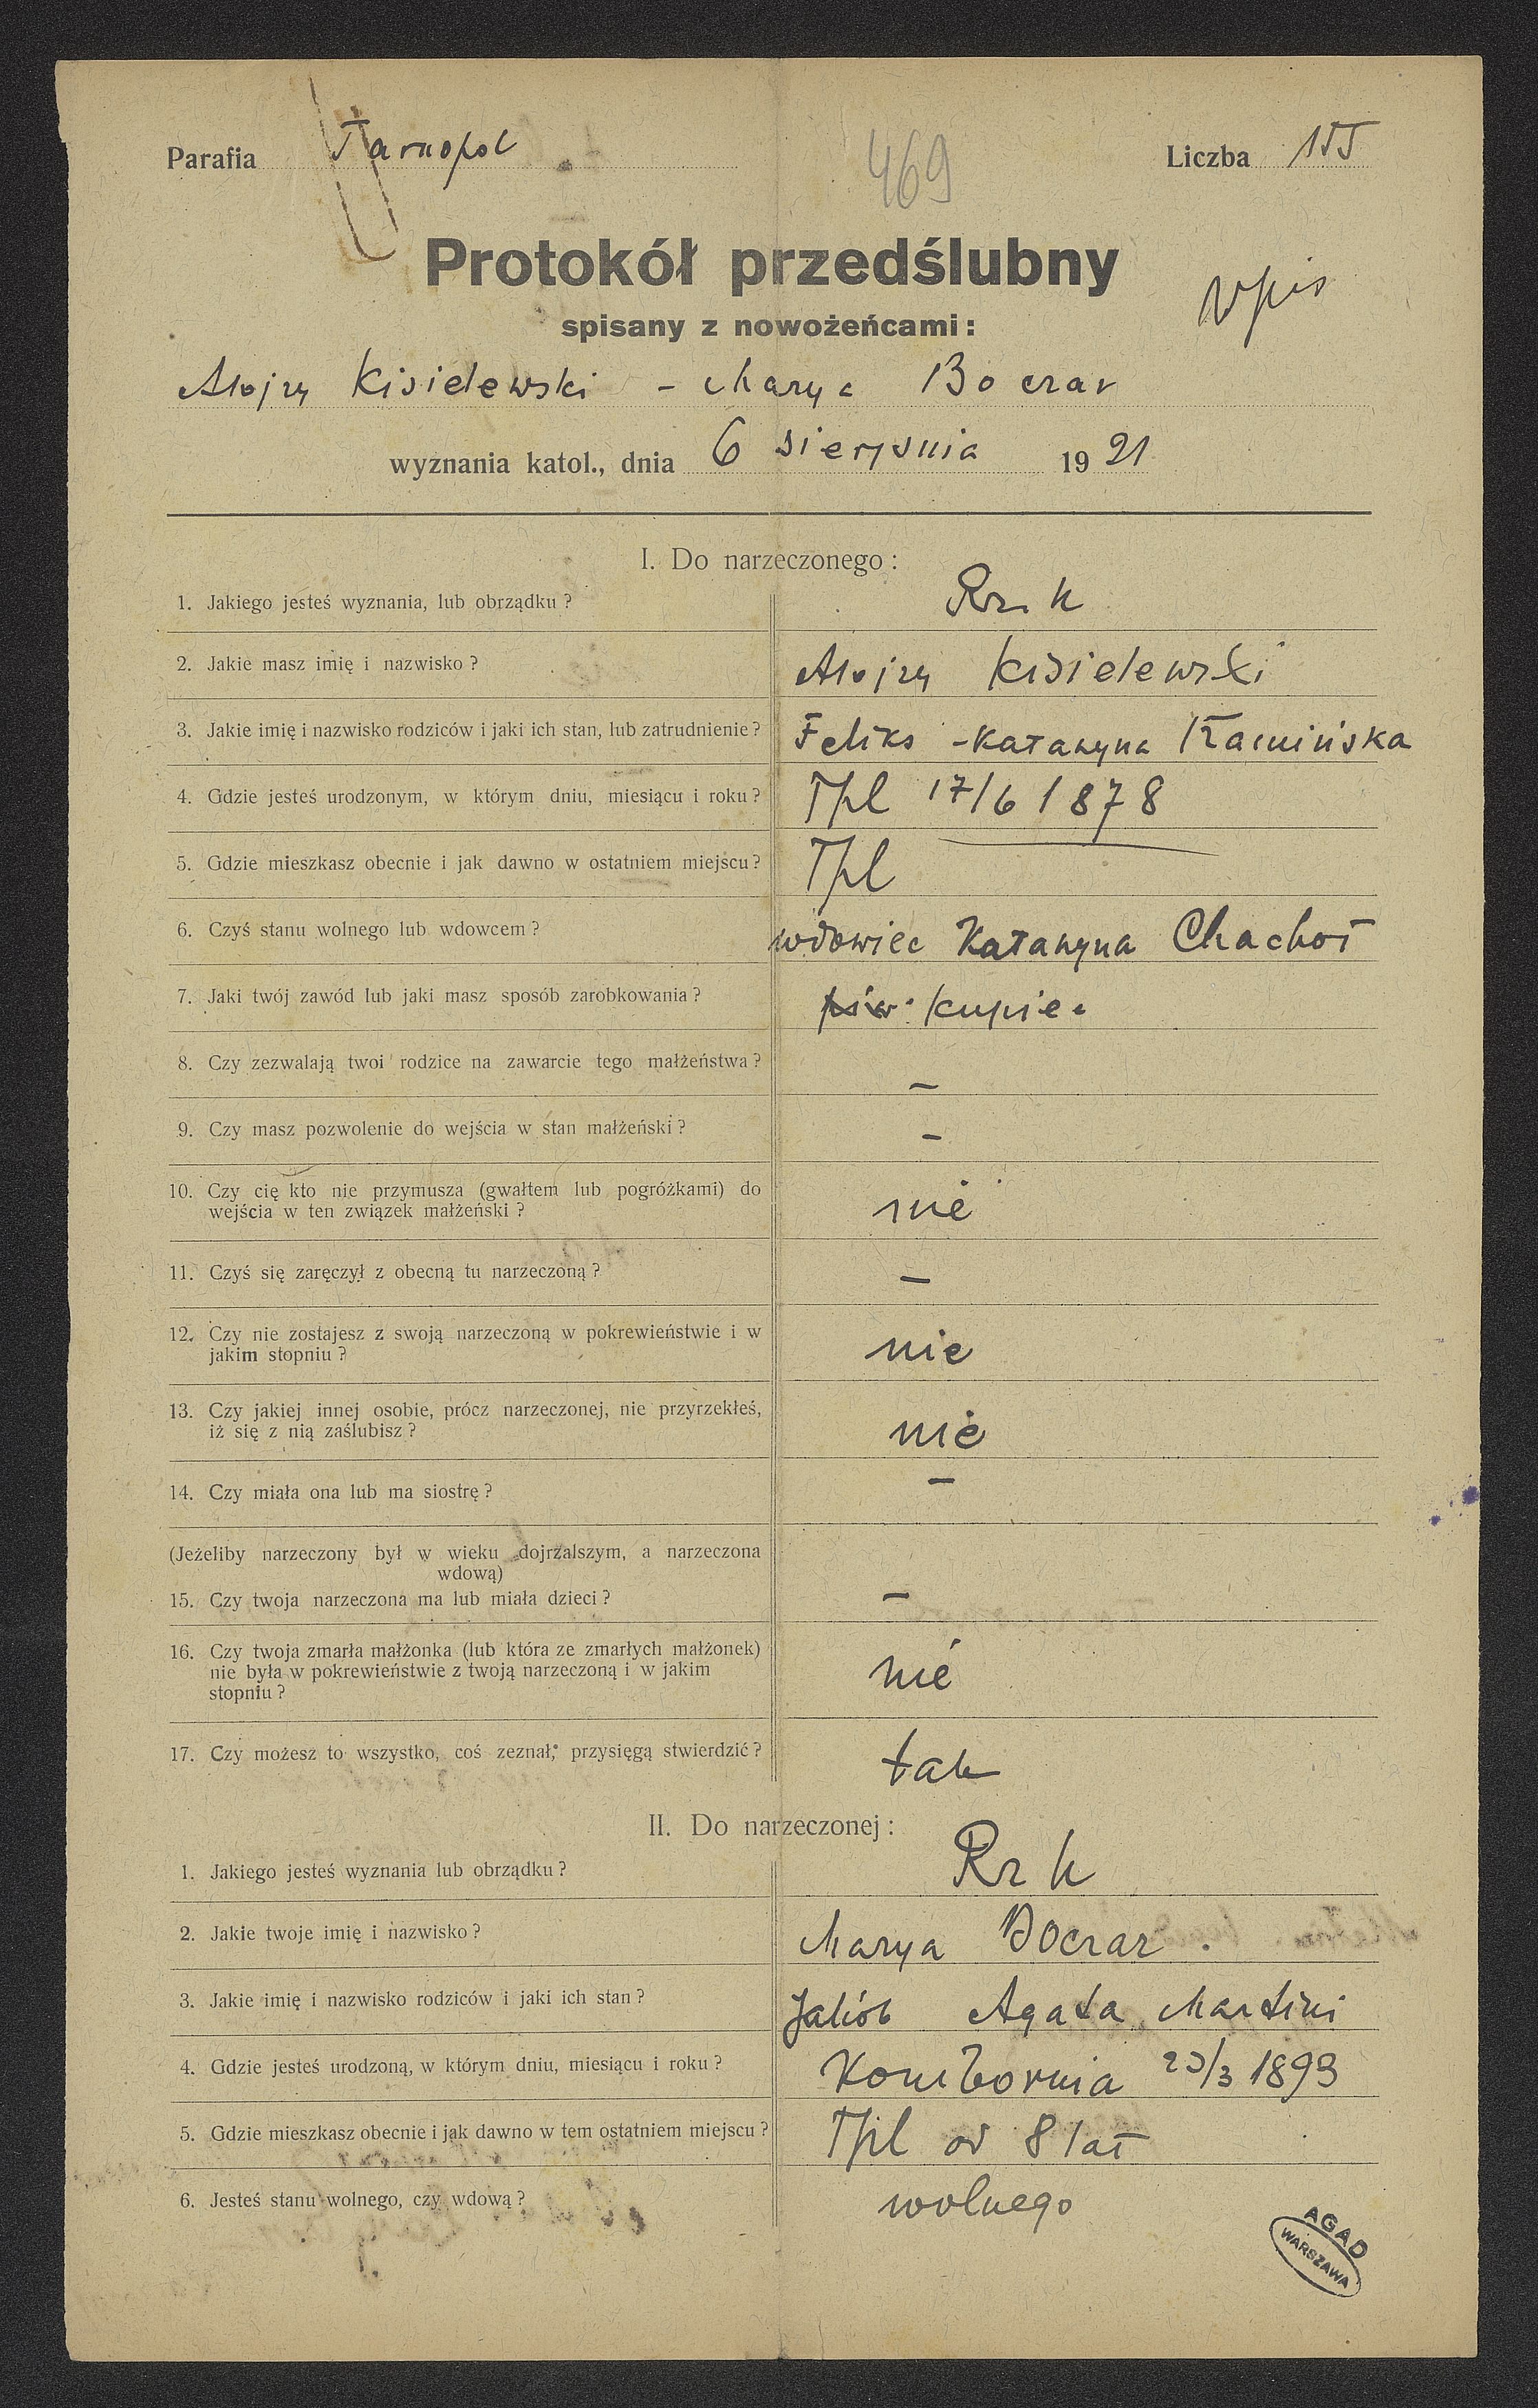 Parafia Tarnopol
469
Liczba 155
Protokół przedślubny
wpis
spisany z nowożeńcami:
Alojzy Kisielewski - Marya Boczar
wyznania katol., dnia 6 sierpnia 1921
I. Do narzeczonego:
1. Jakiego jesteś wyznania, lub obrządku? Rz. k
2. Jakie masz imię i nazwisko? Alojzy Kisielewski
3. Jakie imię i nazwisko rodziców i jaki ich stan, lub zatrudnienie? Feliks - Katarzyna Kamińska
4. Gdzie jesteś urodzonym, w którym dniu, miesiącu i roku? Tpl 17/6 1878
5. Gdzie mieszkasz obecnie i jak dawno w ostatniem miejscu? Tpl
6. Czyś stanu wolnego lub wdowcem? wdowiec Katarzyna Chachoł
7. Jaki twój zawód lub jaki masz sposób zarobkowania? kupiec
8. Czy zezwalają twoi rodzice na zawarcie tego małżeństwa? –
9. Czy masz pozwolenie do wejścia w stan małżeński? –
10. Czy cię kto nie przymusza (gwałtem lub pogróżkami) do
wejścia w ten związek małżeński? nie
11. Czyś się zaręczył z obecną tu narzeczoną? –
12. Czy nie zostajesz z swoją narzeczoną w pokrewieństwie i w
jakim stopniu? nie
13. Czy jakiej innej osobie, prócz narzeczonej, nie przyrzekłeś,
iż się z nią zaślubisz? nie
14. Czy miała ona lub ma siostrę? –
(Jeżeliby narzeczony był w wieku dojrzalszym, a narzeczona
wdową)
15. Czy twoja narzeczona ma lub miała dzieci? –
16. Czy twoja zmarła małżonka (lub która ze zmarłych małżonek)
nie była w pokrewieństwie z twoją narzeczoną i w jakim
stopniu? nie
17. Czy możesz to wszystko, coś zeznał, przysięgą stwierdzić? tak
II. Do narzeczonej:
1. Jakiego jesteś wyznania lub obrządku? Rz k
2. Jakie twoje imię i nazwisko? Marya Boczar.
3. Jakie imię i nazwisko rodziców i jaki ich stan? Jakób Agata Martini
4. Gdzie jesteś urodzoną, w którym dniu, miesiącu i roku? Kombornia 23/3 1893
5. Gdzie mieszkasz obecnie i jak dawno w tem ostatniem miejscu? Tpl od 8 lat
6. Jesteś stanu wolnego, czy wdową? wolnego
AGAD
WARSZAWA